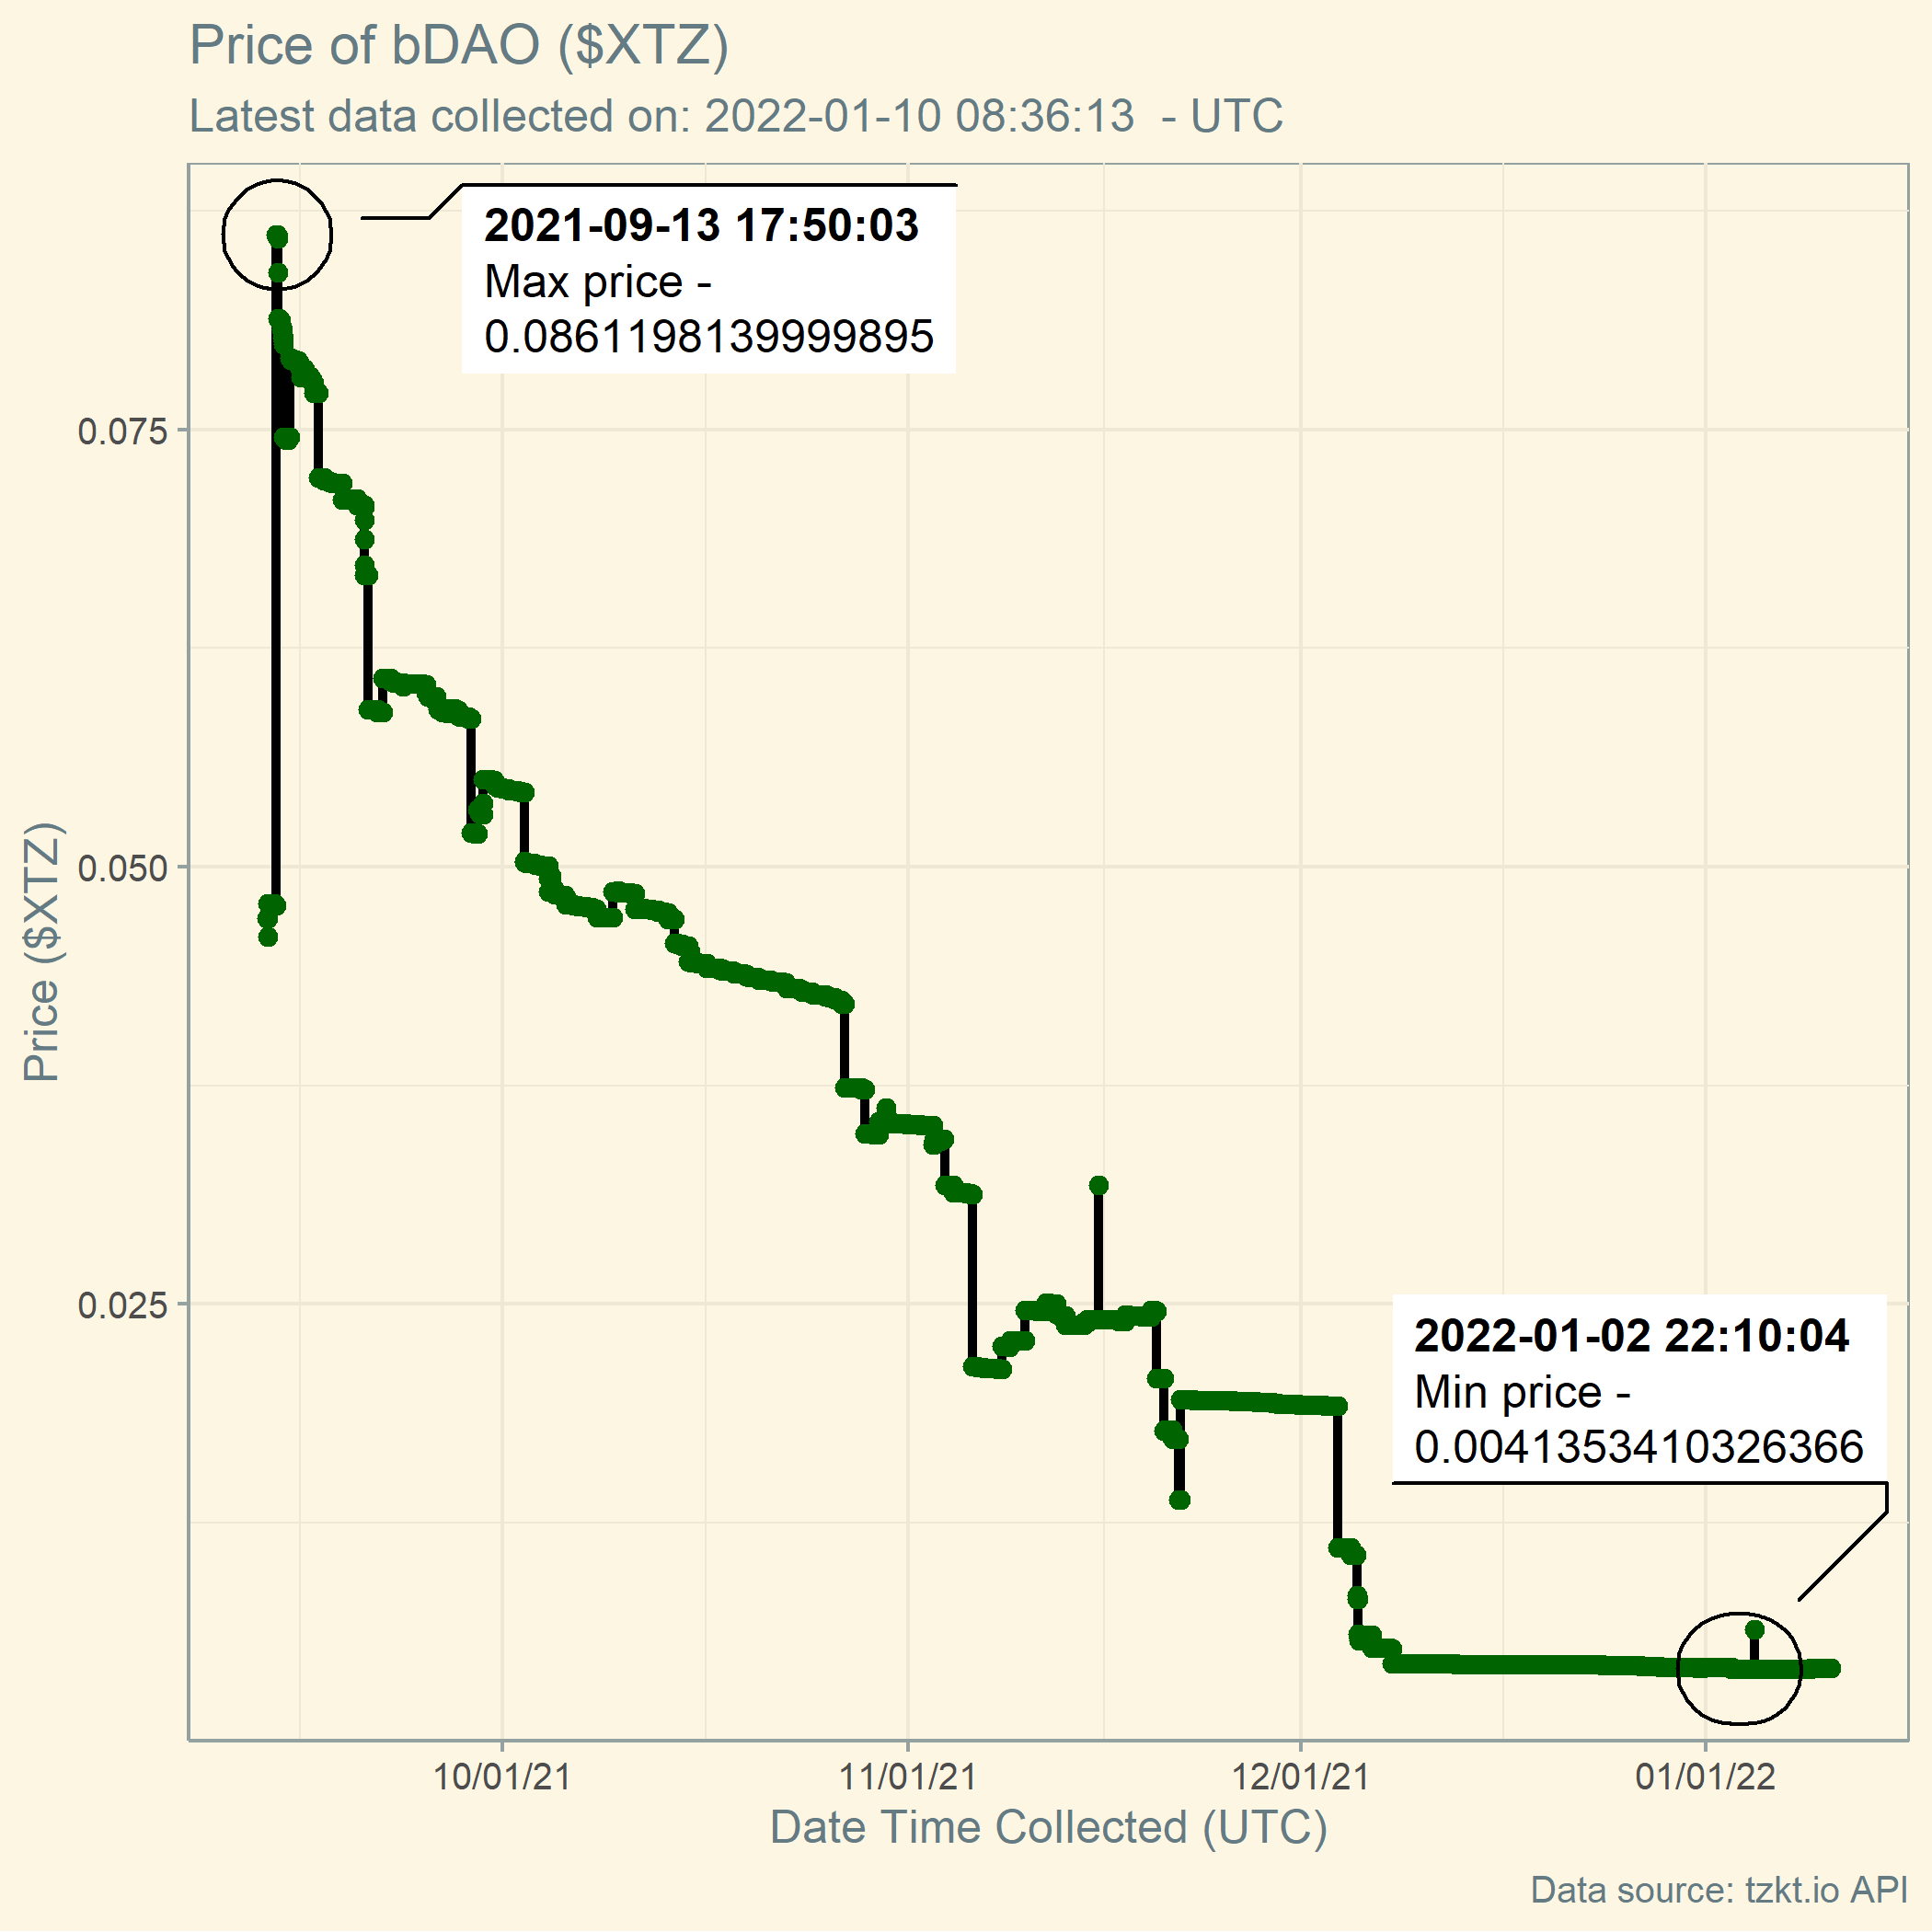 Price of bDAO ($XTZ)
Latest data collected on: 2022-01-10 08:36:13  - UTC
2021-09-13 17:50:03
Max price -
0.0861198139999895
0.075
0.050
0.025
Price ($XTZ)
2022-01-02 22:10:04
Min price -
0.0041353410326366
10/01/21
11/01/21
12/01/21
01/01/22
Date Time Collected (UTC)
Data source: tzkt.io API